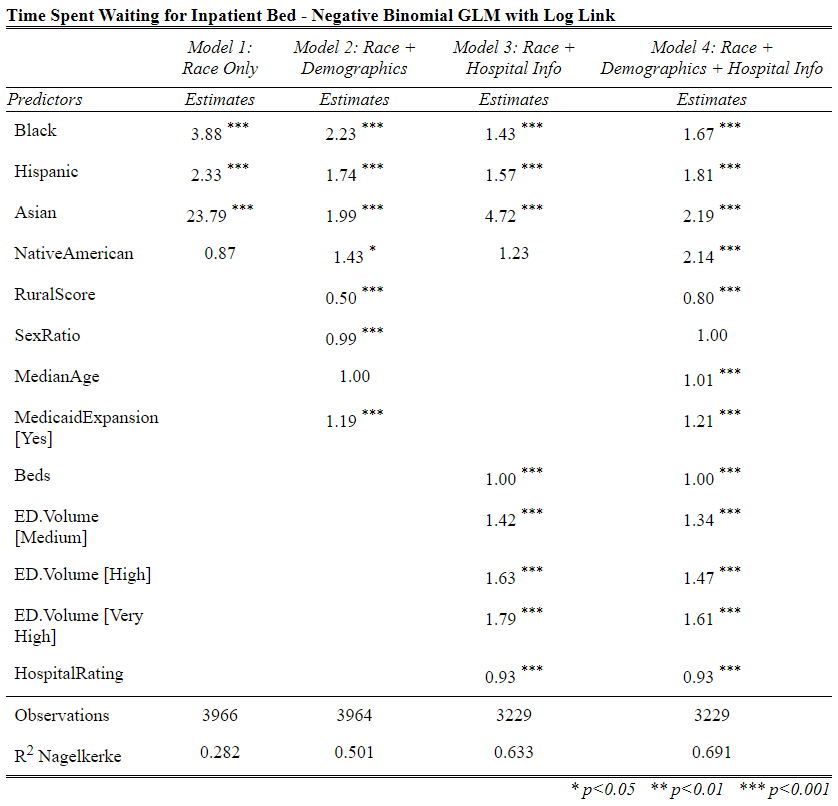 Time Spent Waiting for Inpatient Bed - Negative Binomial GLM with Log Link
Model 1: Race Only Model 2: Race + Demographics Model 3: Race + Hospital Info Model 4: Race + Demographics + Hospital Info
Predictors Estimates Estimates Estimates Estimates
Black 3.88 *** 2.23 *** 1.43 *** 1.67 ***
Hispanic 2.33 *** 1.74 *** 1.57 *** 1.81 ***
Asian 23.79 *** 1.99 *** 4.72 *** 2.19 ***
NativeAmerican 0.87 1.43 * 1.23 2.14 ***
RuralScore 0.50 *** 0.80 ***
SexRatio 0.99 *** 1.00
MedianAge 1.00 1.01 ***
MedicaidExpansion [Yes] 1.19 *** 1.21 ***
Beds 1.00 *** 1.00 ***
ED.Volume [Medium] 1.42 *** 1.34 ***
ED.Volume [High] 1.63 *** 1.47 ***
ED.Volume [Very High] 1.79 *** 1.61 ***
HospitalRating 0.93 *** 0.93 ***
Observations 3966 3964 3229 3229
R² Nagelkerke 0.282 0.501 0.633 0.691
* p<0.05 ** p<0.01 *** p<0.001